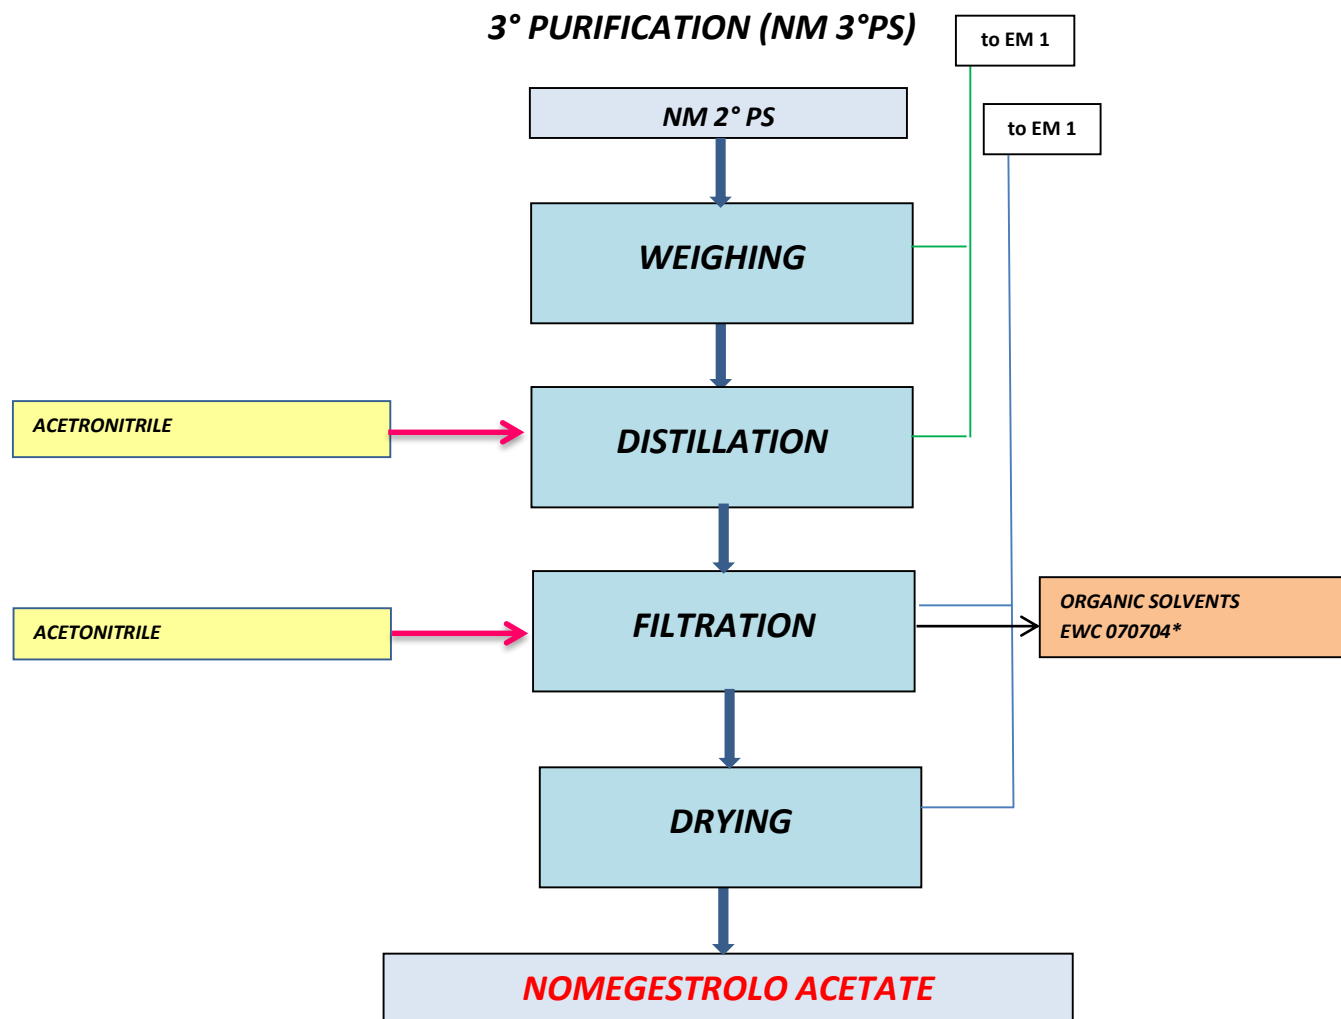 3° PURIFICATION (NM 3°PS)
to EM 1
NM 2° PS
to EM 1
WEIGHING
ACETRONITRILE
DISTILLATION
ACETONITRILE
FILTRATION
ORGANIC SOLVENTS
EWC 070704*
DRYING
NOMEGESTROLO ACETATE